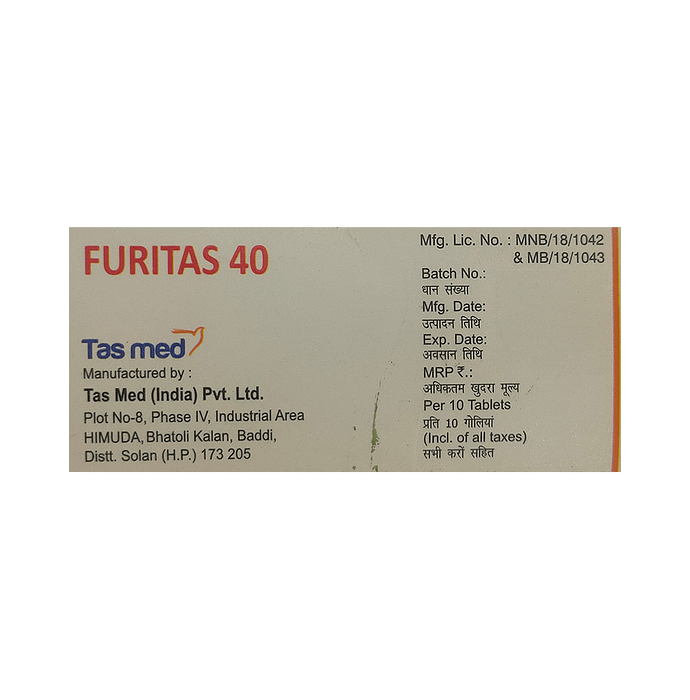 FURITAS 40
Tas med
Manufactured by :
Tas Med (India) Pvt. Ltd.
Plot No-8, Phase IV, Industrial Area
HIMUDA, Bhatoli Kalan, Baddi,
Distt. Solan (H.P.) 173 205
Mfg. Lic. No. : MNB/18/1042
& MB/18/1043
Batch No.:
धान संख्या
Mfg. Date:
उत्पादन तिथि
Exp. Date:
अवसान तिथि
MRP ₹.:
अधिकतम खुदरा मूल्य
Per 10 Tablets
प्रति 10 गोलियां
(Incl. of all taxes)
सभी करों सहित